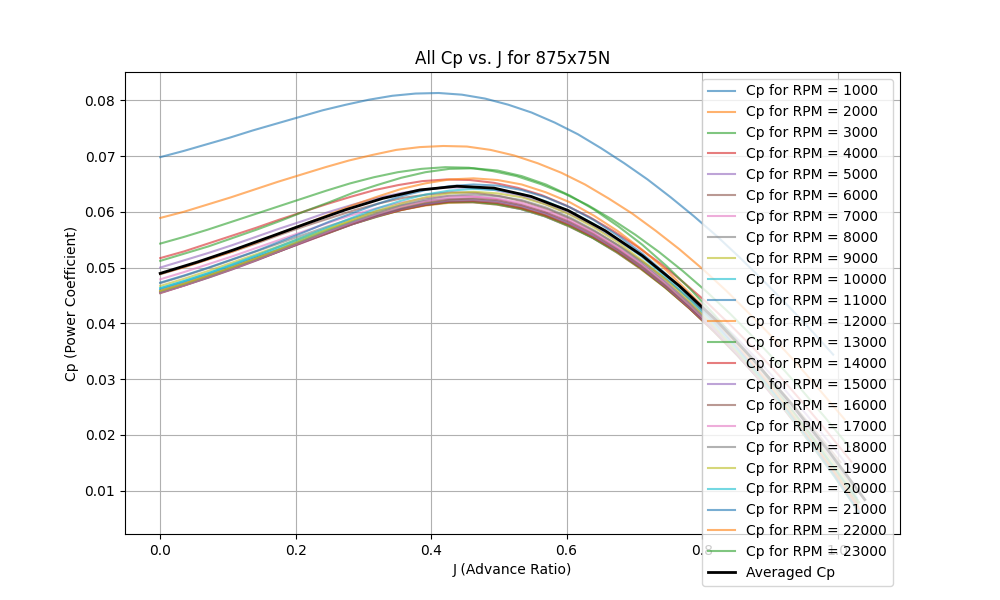 All Cp vs. J for 875x75N
Cp (Power Coefficient)
0.08
0.07
0.06
0.05
0.04
0.03
0.02
0.01
0.0
0.2
0.4
0.6
0.8
1.0
J (Advance Ratio)
Cp for RPM = 1000
Cp for RPM = 2000
Cp for RPM = 3000
Cp for RPM = 4000
Cp for RPM = 5000
Cp for RPM = 6000
Cp for RPM = 7000
Cp for RPM = 8000
Cp for RPM = 9000
Cp for RPM = 10000
Cp for RPM = 11000
Cp for RPM = 12000
Cp for RPM = 13000
Cp for RPM = 14000
Cp for RPM = 15000
Cp for RPM = 16000
Cp for RPM = 17000
Cp for RPM = 18000
Cp for RPM = 19000
Cp for RPM = 20000
Cp for RPM = 21000
Cp for RPM = 22000
Cp for RPM = 23000
Averaged Cp